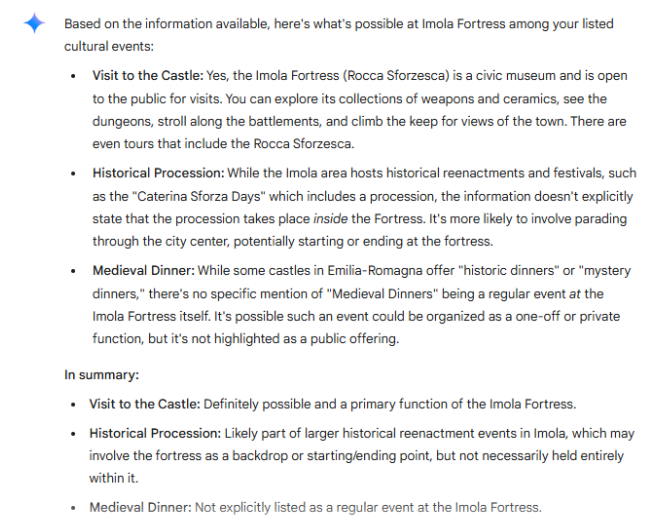 Based on the information available, here's what's possible at Imola Fortress among your listed
cultural events:
• Visit to the Castle: Yes, the Imola Fortress (Rocca Sforzesca) is a civic museum and is open
to the public for visits. You can explore its collections of weapons and ceramics, see the
dungeons, stroll along the battlements, and climb the keep for views of the town. There are
even tours that include the Rocca Sforzesca.
• Historical Procession: While the Imola area hosts historical reenactments and festivals, such
as the "Caterina Sforza Days" which includes a procession, the information doesn't explicitly
state that the procession takes place inside the Fortress. It's more likely to involve parading
through the city center, potentially starting or ending at the fortress.
• Medieval Dinner: While some castles in Emilia-Romagna offer "historic dinners" or "mystery
dinners," there's no specific mention of "Medieval Dinners" being a regular event at the
Imola Fortress itself. It's possible such an event could be organized as a one-off or private
function, but it's not highlighted as a public offering.
In summary:
• Visit to the Castle: Definitely possible and a primary function of the Imola Fortress.
• Historical Procession: Likely part of larger historical reenactment events in Imola, which may
involve the fortress as a backdrop or starting/ending point, but not necessarily held entirely
within it.
• Medieval Dinner: Not explicitly listed as a regular event at the Imola Fortress.